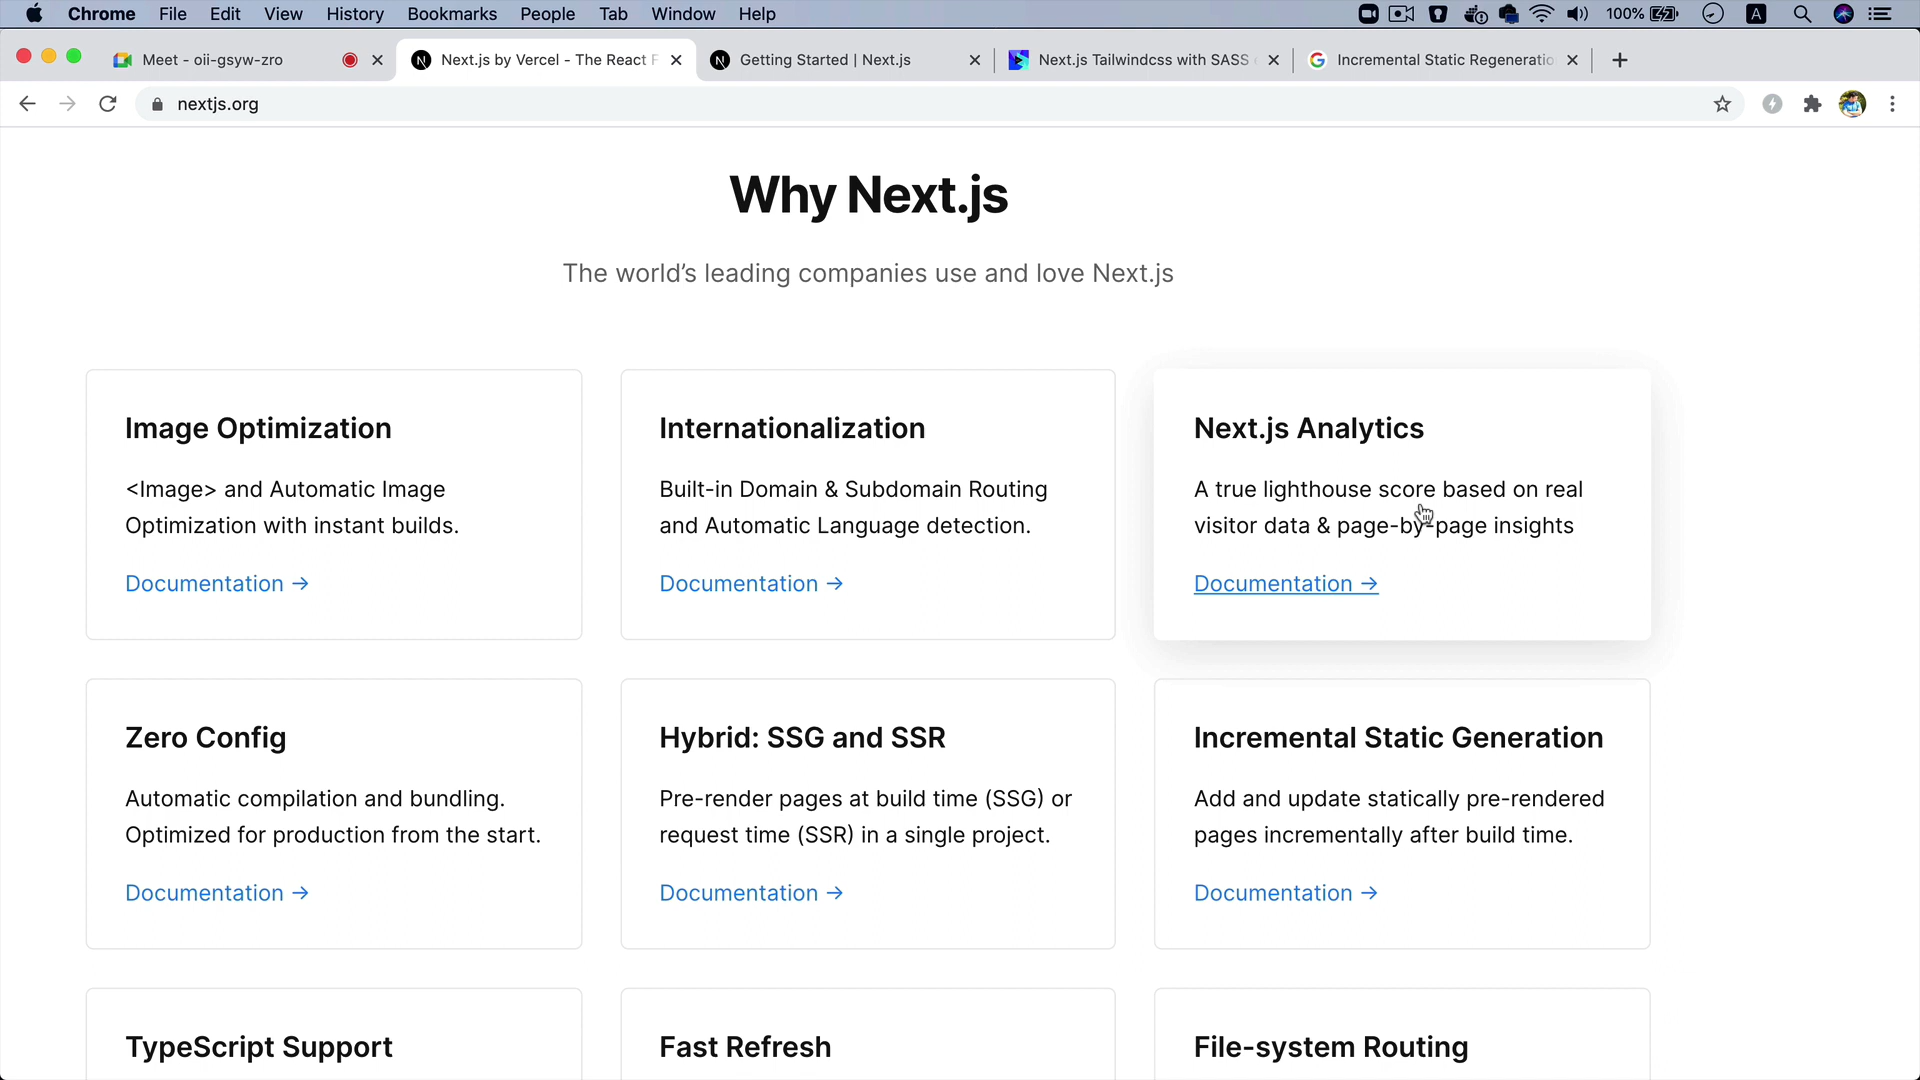 Chrome File Edit View History Bookmarks People Tab Window Help 100% A
Meet - oii-gsyw-zro
Next.js by Vercel - The React
Getting Started | Next.js
Next.js Tailwindcss with SASS
Incremental Static Regeneratio
nextjs.org
Why Next.js
The world’s leading companies use and love Next.js
Image Optimization
<Image> and Automatic Image
Optimization with instant builds.
Documentation →
Internationalization
Built-in Domain & Subdomain Routing
and Automatic Language detection.
Documentation →
Next.js Analytics
A true lighthouse score based on real
visitor data & page-by-page insights
Documentation →
Zero Config
Automatic compilation and bundling.
Optimized for production from the start.
Documentation →
Hybrid: SSG and SSR
Pre-render pages at build time (SSG) or
request time (SSR) in a single project.
Documentation →
Incremental Static Generation
Add and update statically pre-rendered
pages incrementally after build time.
Documentation →
TypeScript Support
Fast Refresh
File-system Routing